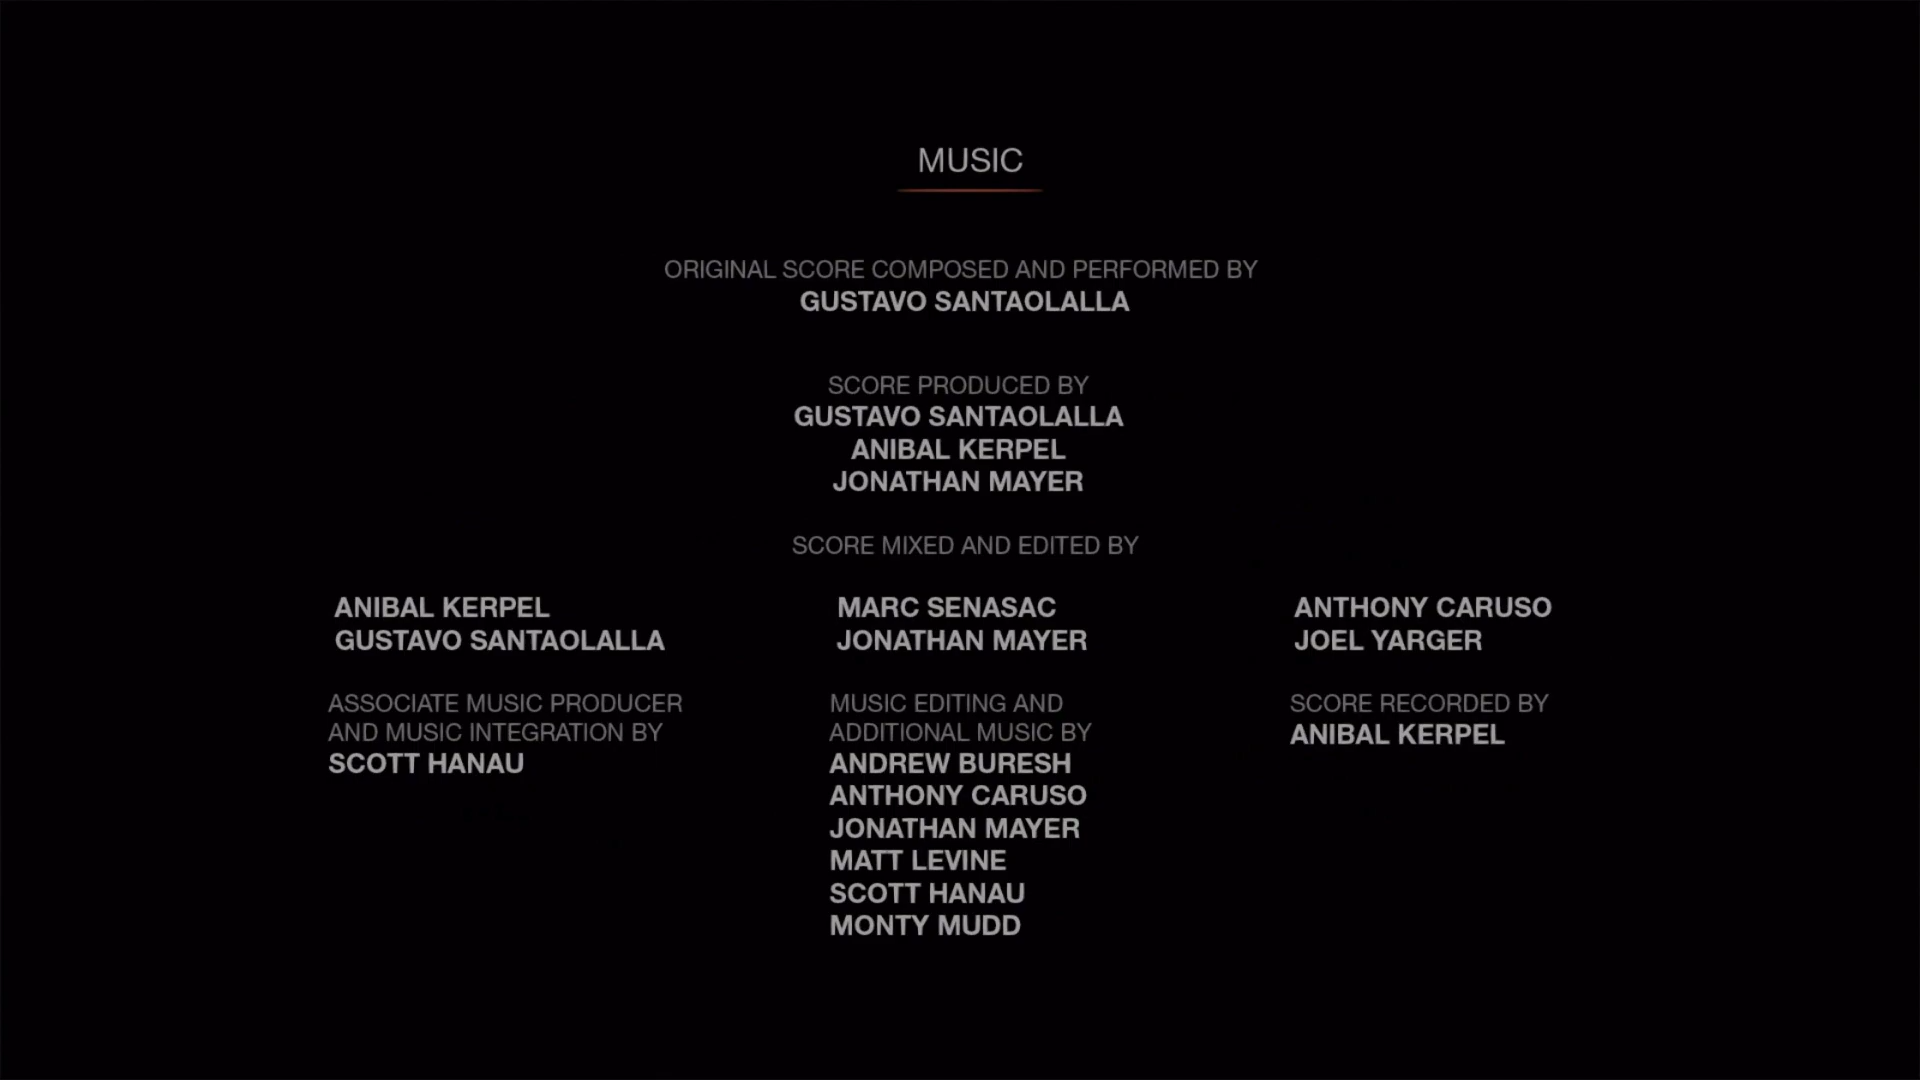 MUSIC
ORIGINAL SCORE COMPOSED AND PERFORMED BY
GUSTAVO SANTAOLALLA
SCORE PRODUCED BY
GUSTAVO SANTAOLALLA
ANIBAL KERPEL
JONATHAN MAYER
SCORE MIXED AND EDITED BY
ANIBAL KERPEL
GUSTAVO SANTAOLALLA
MARC SENASAC
JONATHAN MAYER
ANTHONY CARUSO
JOEL YARGER
ASSOCIATE MUSIC PRODUCER
AND MUSIC INTEGRATION BY
SCOTT HANAU
MUSIC EDITING AND
ADDITIONAL MUSIC BY
ANDREW BURESH
ANTHONY CARUSO
JONATHAN MAYER
MATT LEVINE
SCOTT HANAU
MONTY MUDD
SCORE RECORDED BY
ANIBAL KERPEL